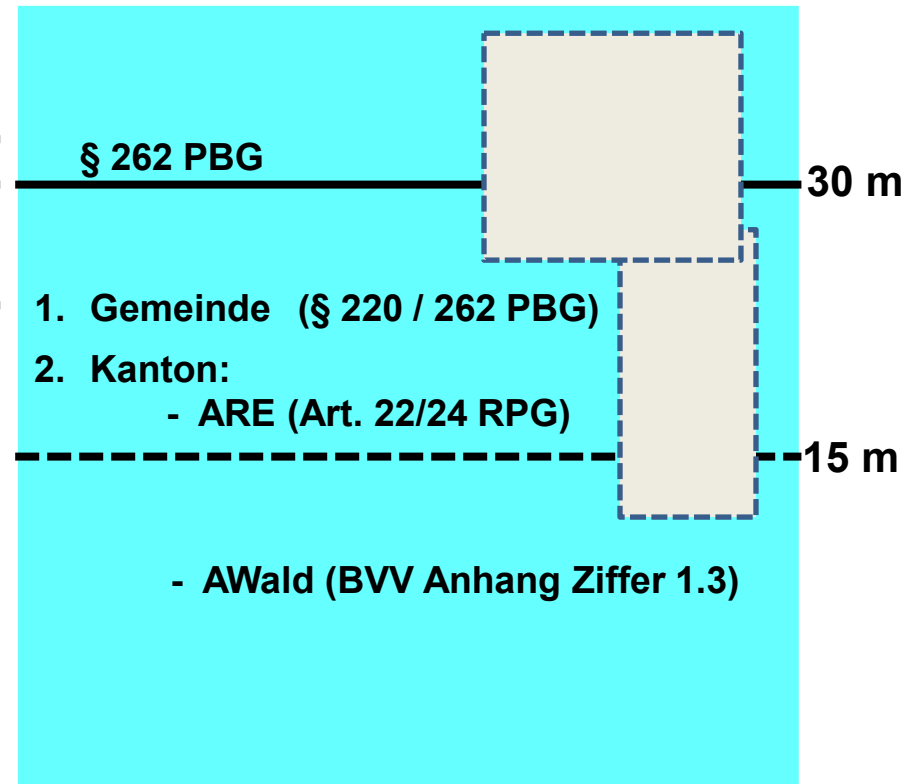 § 262 PBG
30 m
1. Gemeinde (§ 220 / 262 PBG)
2. Kanton:
- ARE (Art. 22/24 RPG)
15 m
- AWald (BVV Anhang Ziffer 1.3)